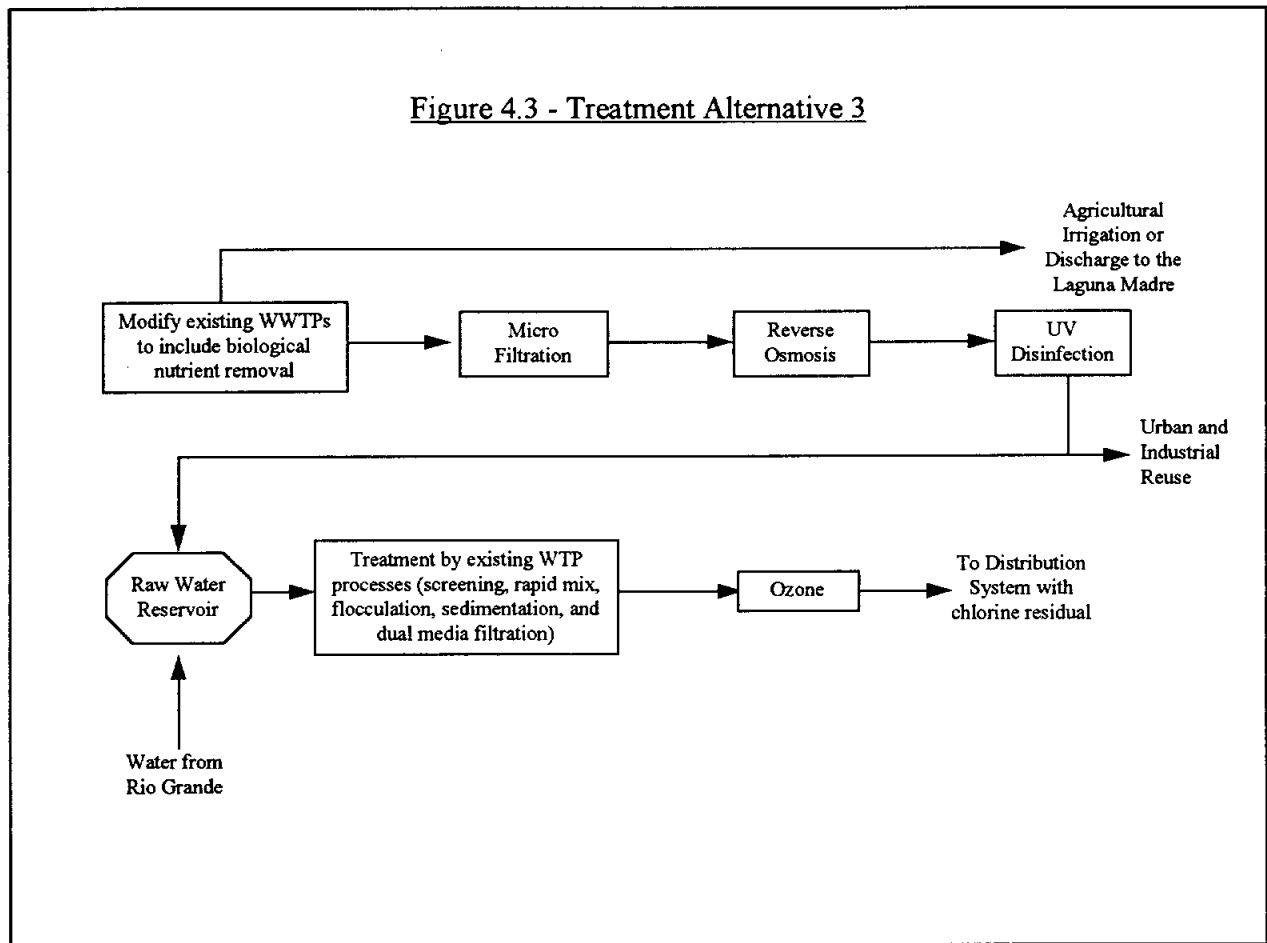 Figure 4.3 - Treatment Alternative 3
Agricultural
Irrigation or
Discharge to the
Laguna Madre
Modify existing WWTPs
to include biological
nutrient removal
Micro
Filtration
Reverse
Osmosis
UV
Disinfection
Urban and
Industrial
Reuse
Raw Water
Reservoir
Treatment by existing WTP
processes (screening, rapid mix,
flocculation, sedimentation, and
dual media filtration)
Ozone
To Distribution
System with
chlorine residual
Water from
Rio Grande